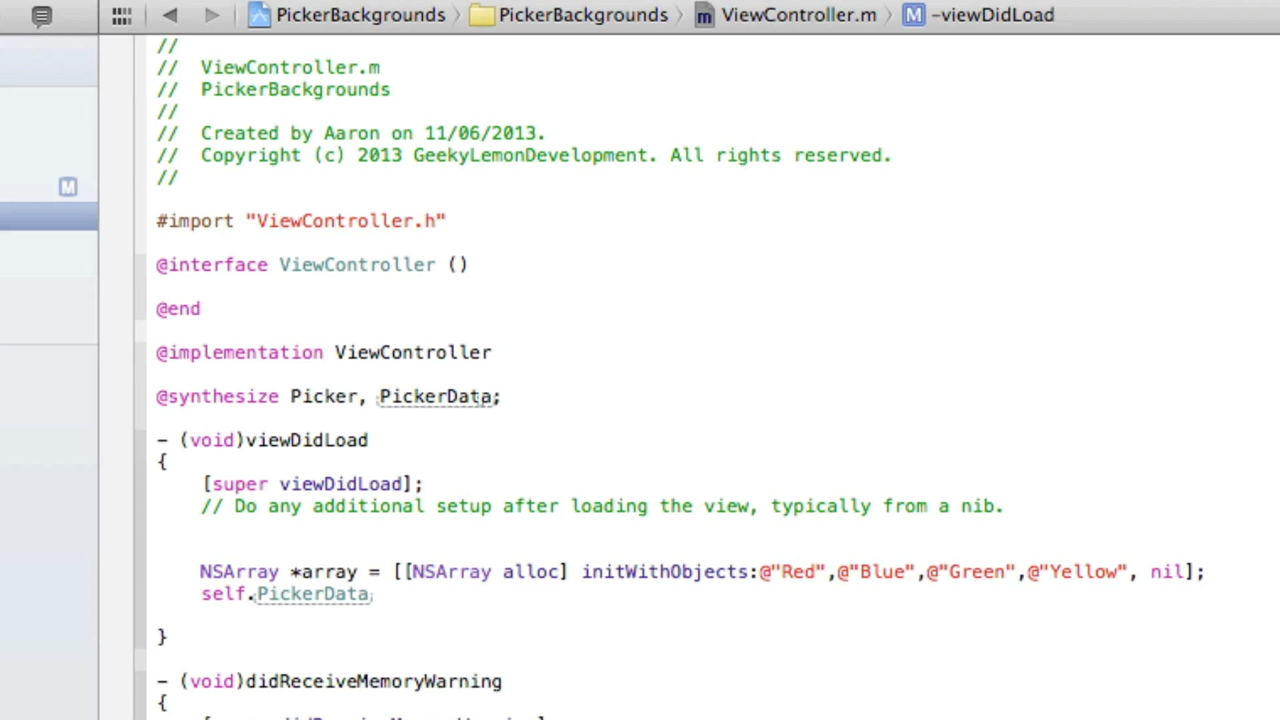 PickerBackgrounds PickerBackgrounds ViewController.m M -viewDidLoad
//
// ViewController.m
// PickerBackgrounds
//
// Created by Aaron on 11/06/2013.
// Copyright (c) 2013 GeekyLemonDevelopment. All rights reserved.
//
M
#import "ViewController.h"
@interface ViewController ()
@end
@implementation ViewController
@synthesize Picker, PickerData;
- (void)viewDidLoad
{
[super viewDidLoad];
// Do any additional setup after loading the view, typically from a nib.
NSArray *array = [[NSArray alloc] initWithObjects:@"Red",@"Blue",@"Green",@"Yellow", nil];
self.PickerData
}
- (void)didReceiveMemoryWarning
{